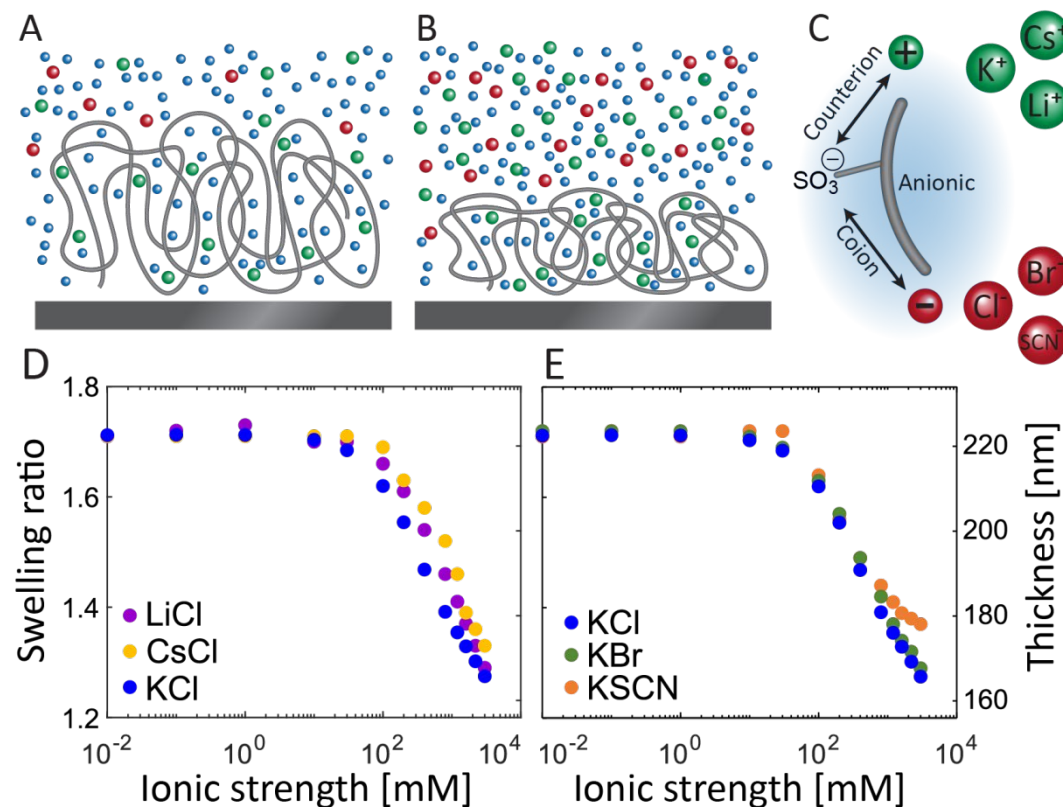 A
B
C
Cs⁺
K⁺
Li⁺
+
Counterion
SO₃⁻
Anionic
Coion
−
Br⁻
Cl⁻
SCN⁻
D
1.8
1.6
1.4
1.2
Swelling ratio
LiCl
CsCl
KCl
10⁻² 10⁰ 10² 10⁴
Ionic strength [mM]
E
220
200
180
160
Thickness [nm]
KCl
KBr
KSCN
10⁻² 10⁰ 10² 10⁴
Ionic strength [mM]